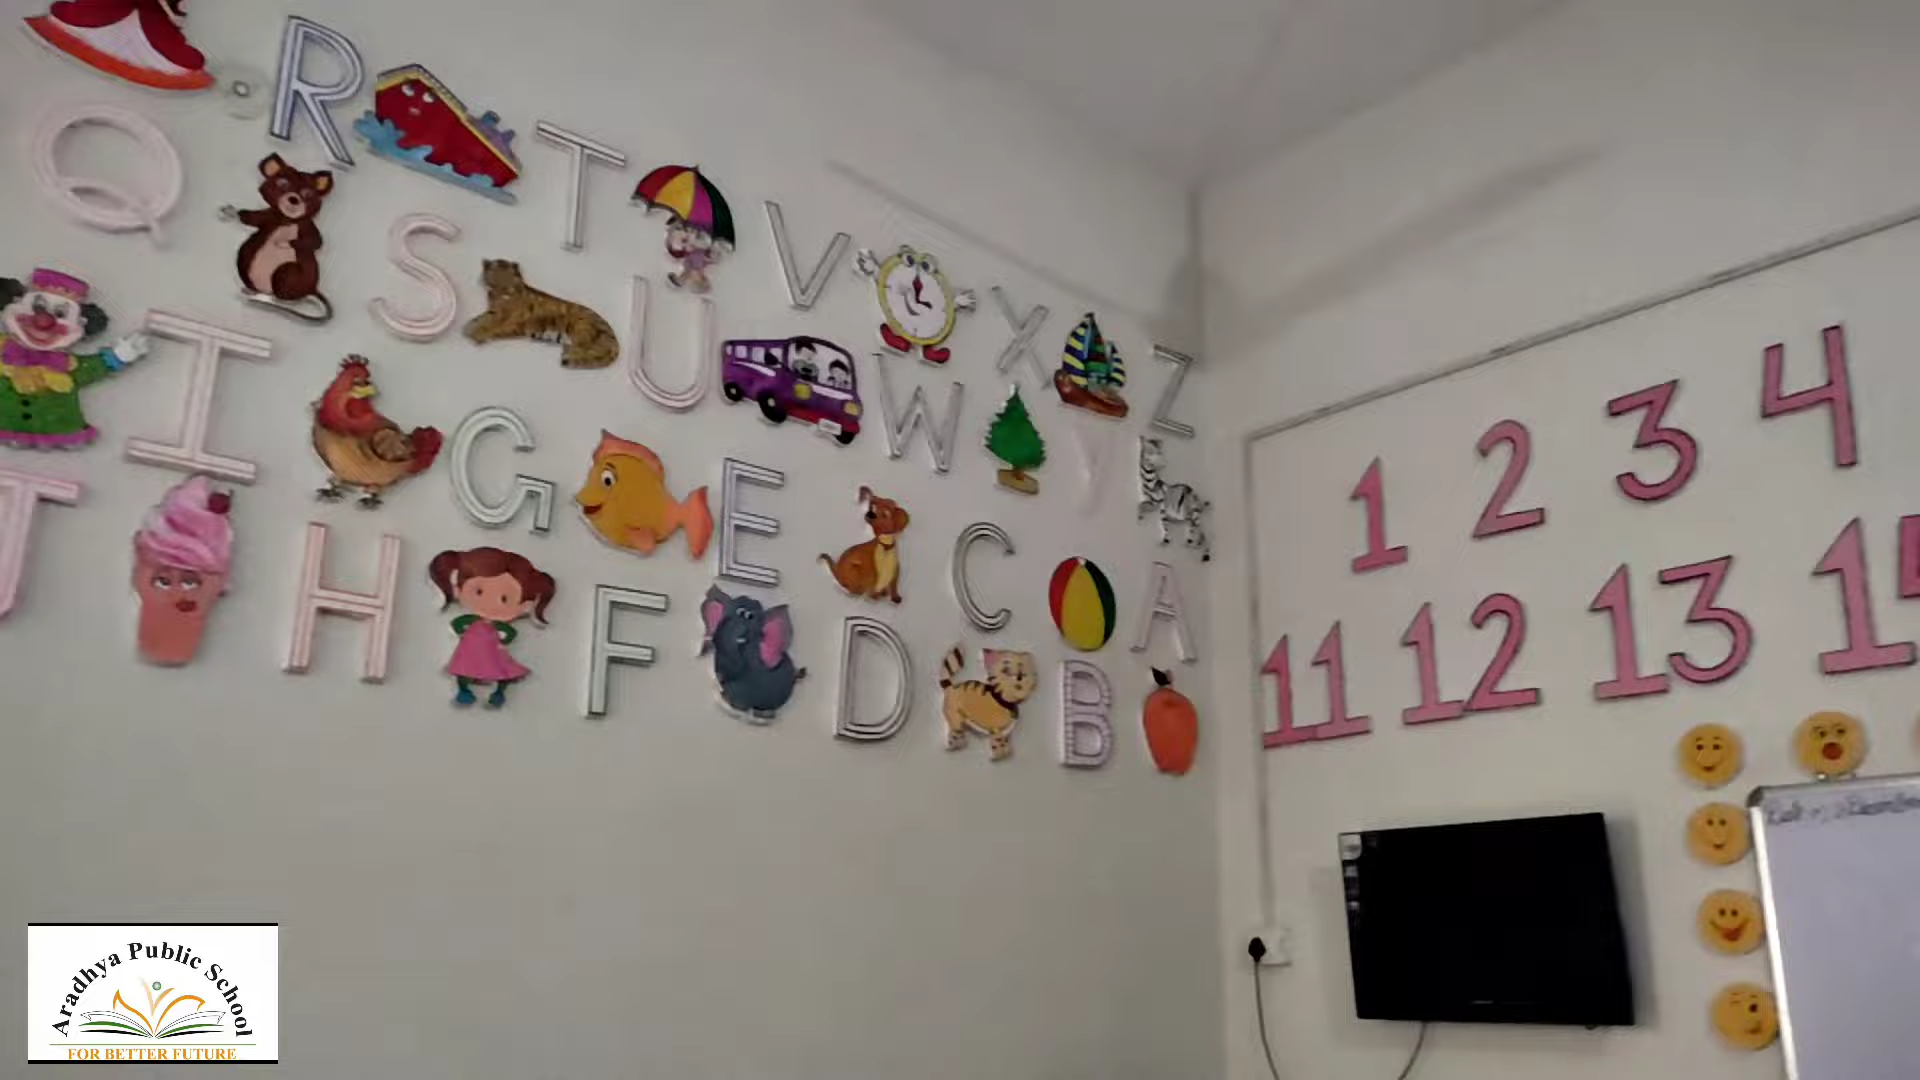 R
Q
T
S
V
U
X
W
Z
Y
I
G
E
C
A
J
H
F
D
B
1 2 3 4
11 12 13
Aradhya Public School
FOR BETTER FUTURE